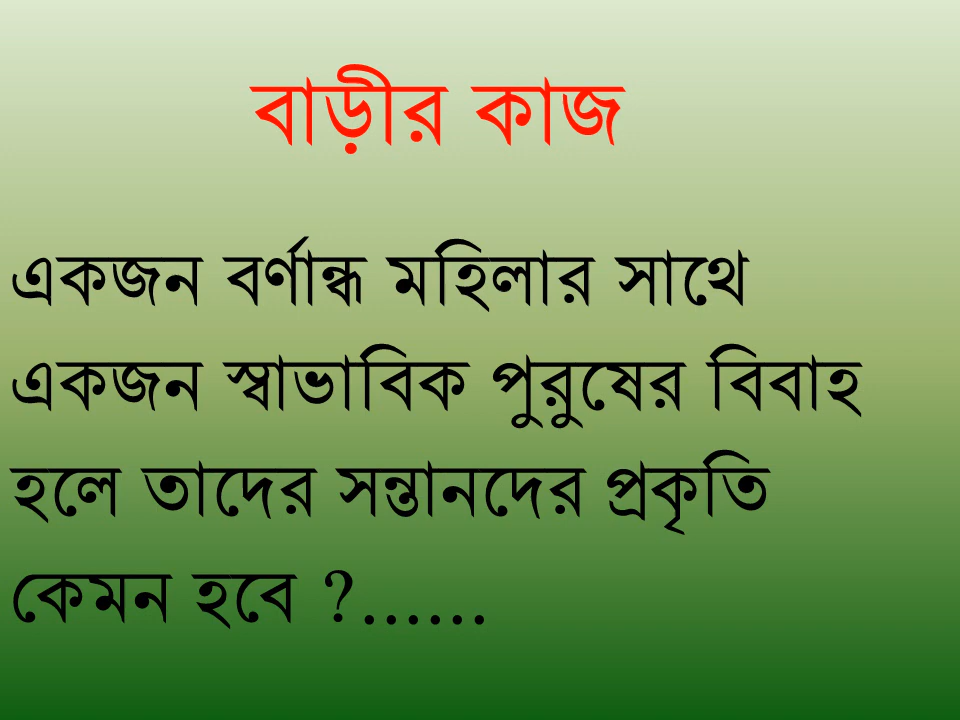 বাড়ীর কাজ
একজন বর্ণান্ধ মহিলার সাথে
একজন স্বাভাবিক পুরুষের বিবাহ
হলে তাদের সন্তানদের প্রকৃতি
কেমন হবে ?......